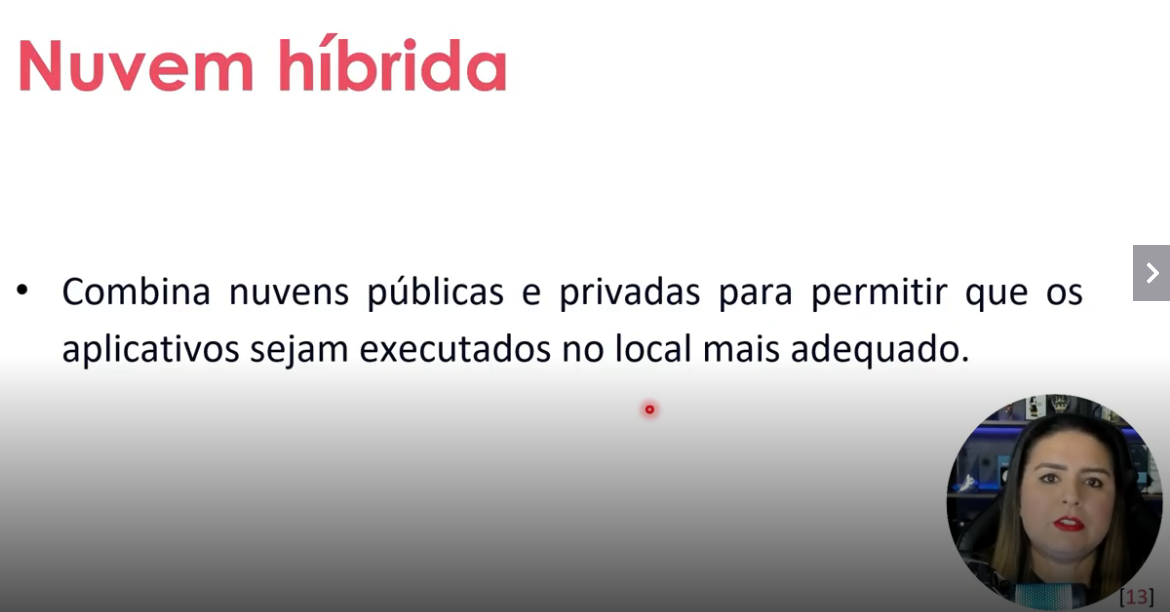 Nuvem híbrida
• Combina nuvens públicas e privadas para permitir que os
aplicativos sejam executados no local mais adequado.
[13]